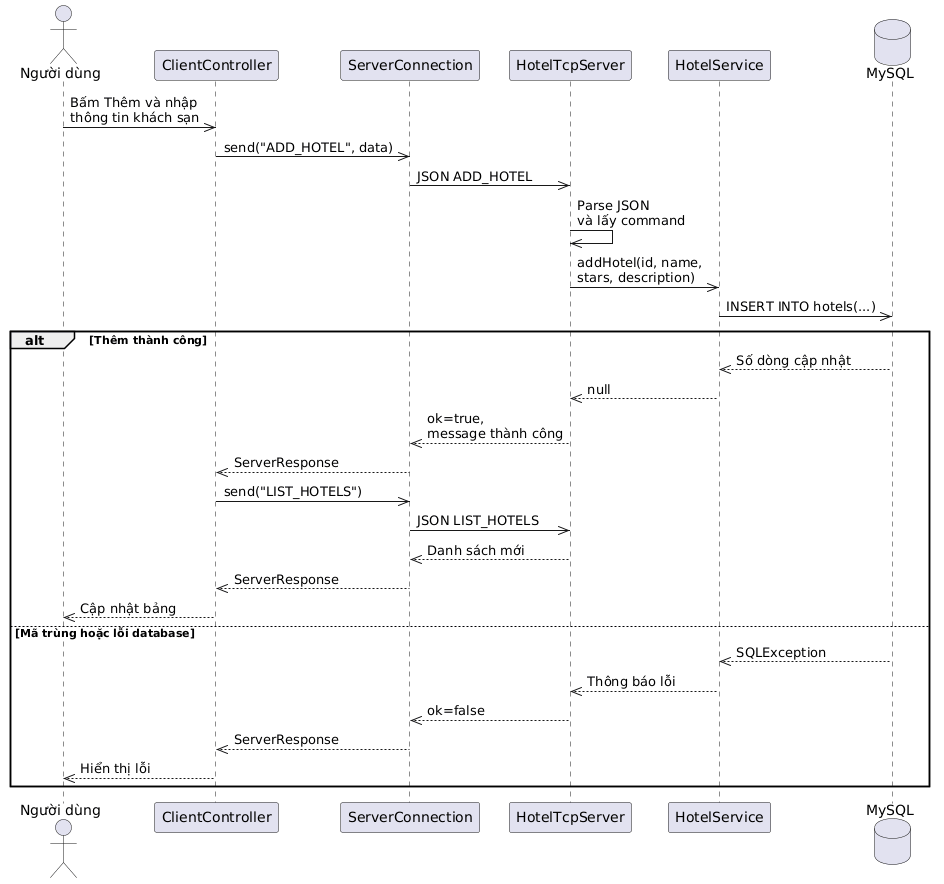 Người dùng
ClientController
ServerConnection
HotelTcpServer
HotelService
MySQL
Bấm Thêm và nhập
thông tin khách sạn
send("ADD_HOTEL", data)
JSON ADD_HOTEL
Parse JSON
và lấy command
addHotel(id, name,
stars, description)
INSERT INTO hotels(...)
alt
[Thêm thành công]
Số dòng cập nhật
null
ok=true,
message thành công
ServerResponse
send("LIST_HOTELS")
JSON LIST_HOTELS
Danh sách mới
ServerResponse
Cập nhật bảng
[Mã trùng hoặc lỗi database]
SQLException
Thông báo lỗi
ok=false
ServerResponse
Hiển thị lỗi
Người dùng
ClientController
ServerConnection
HotelTcpServer
HotelService
MySQL